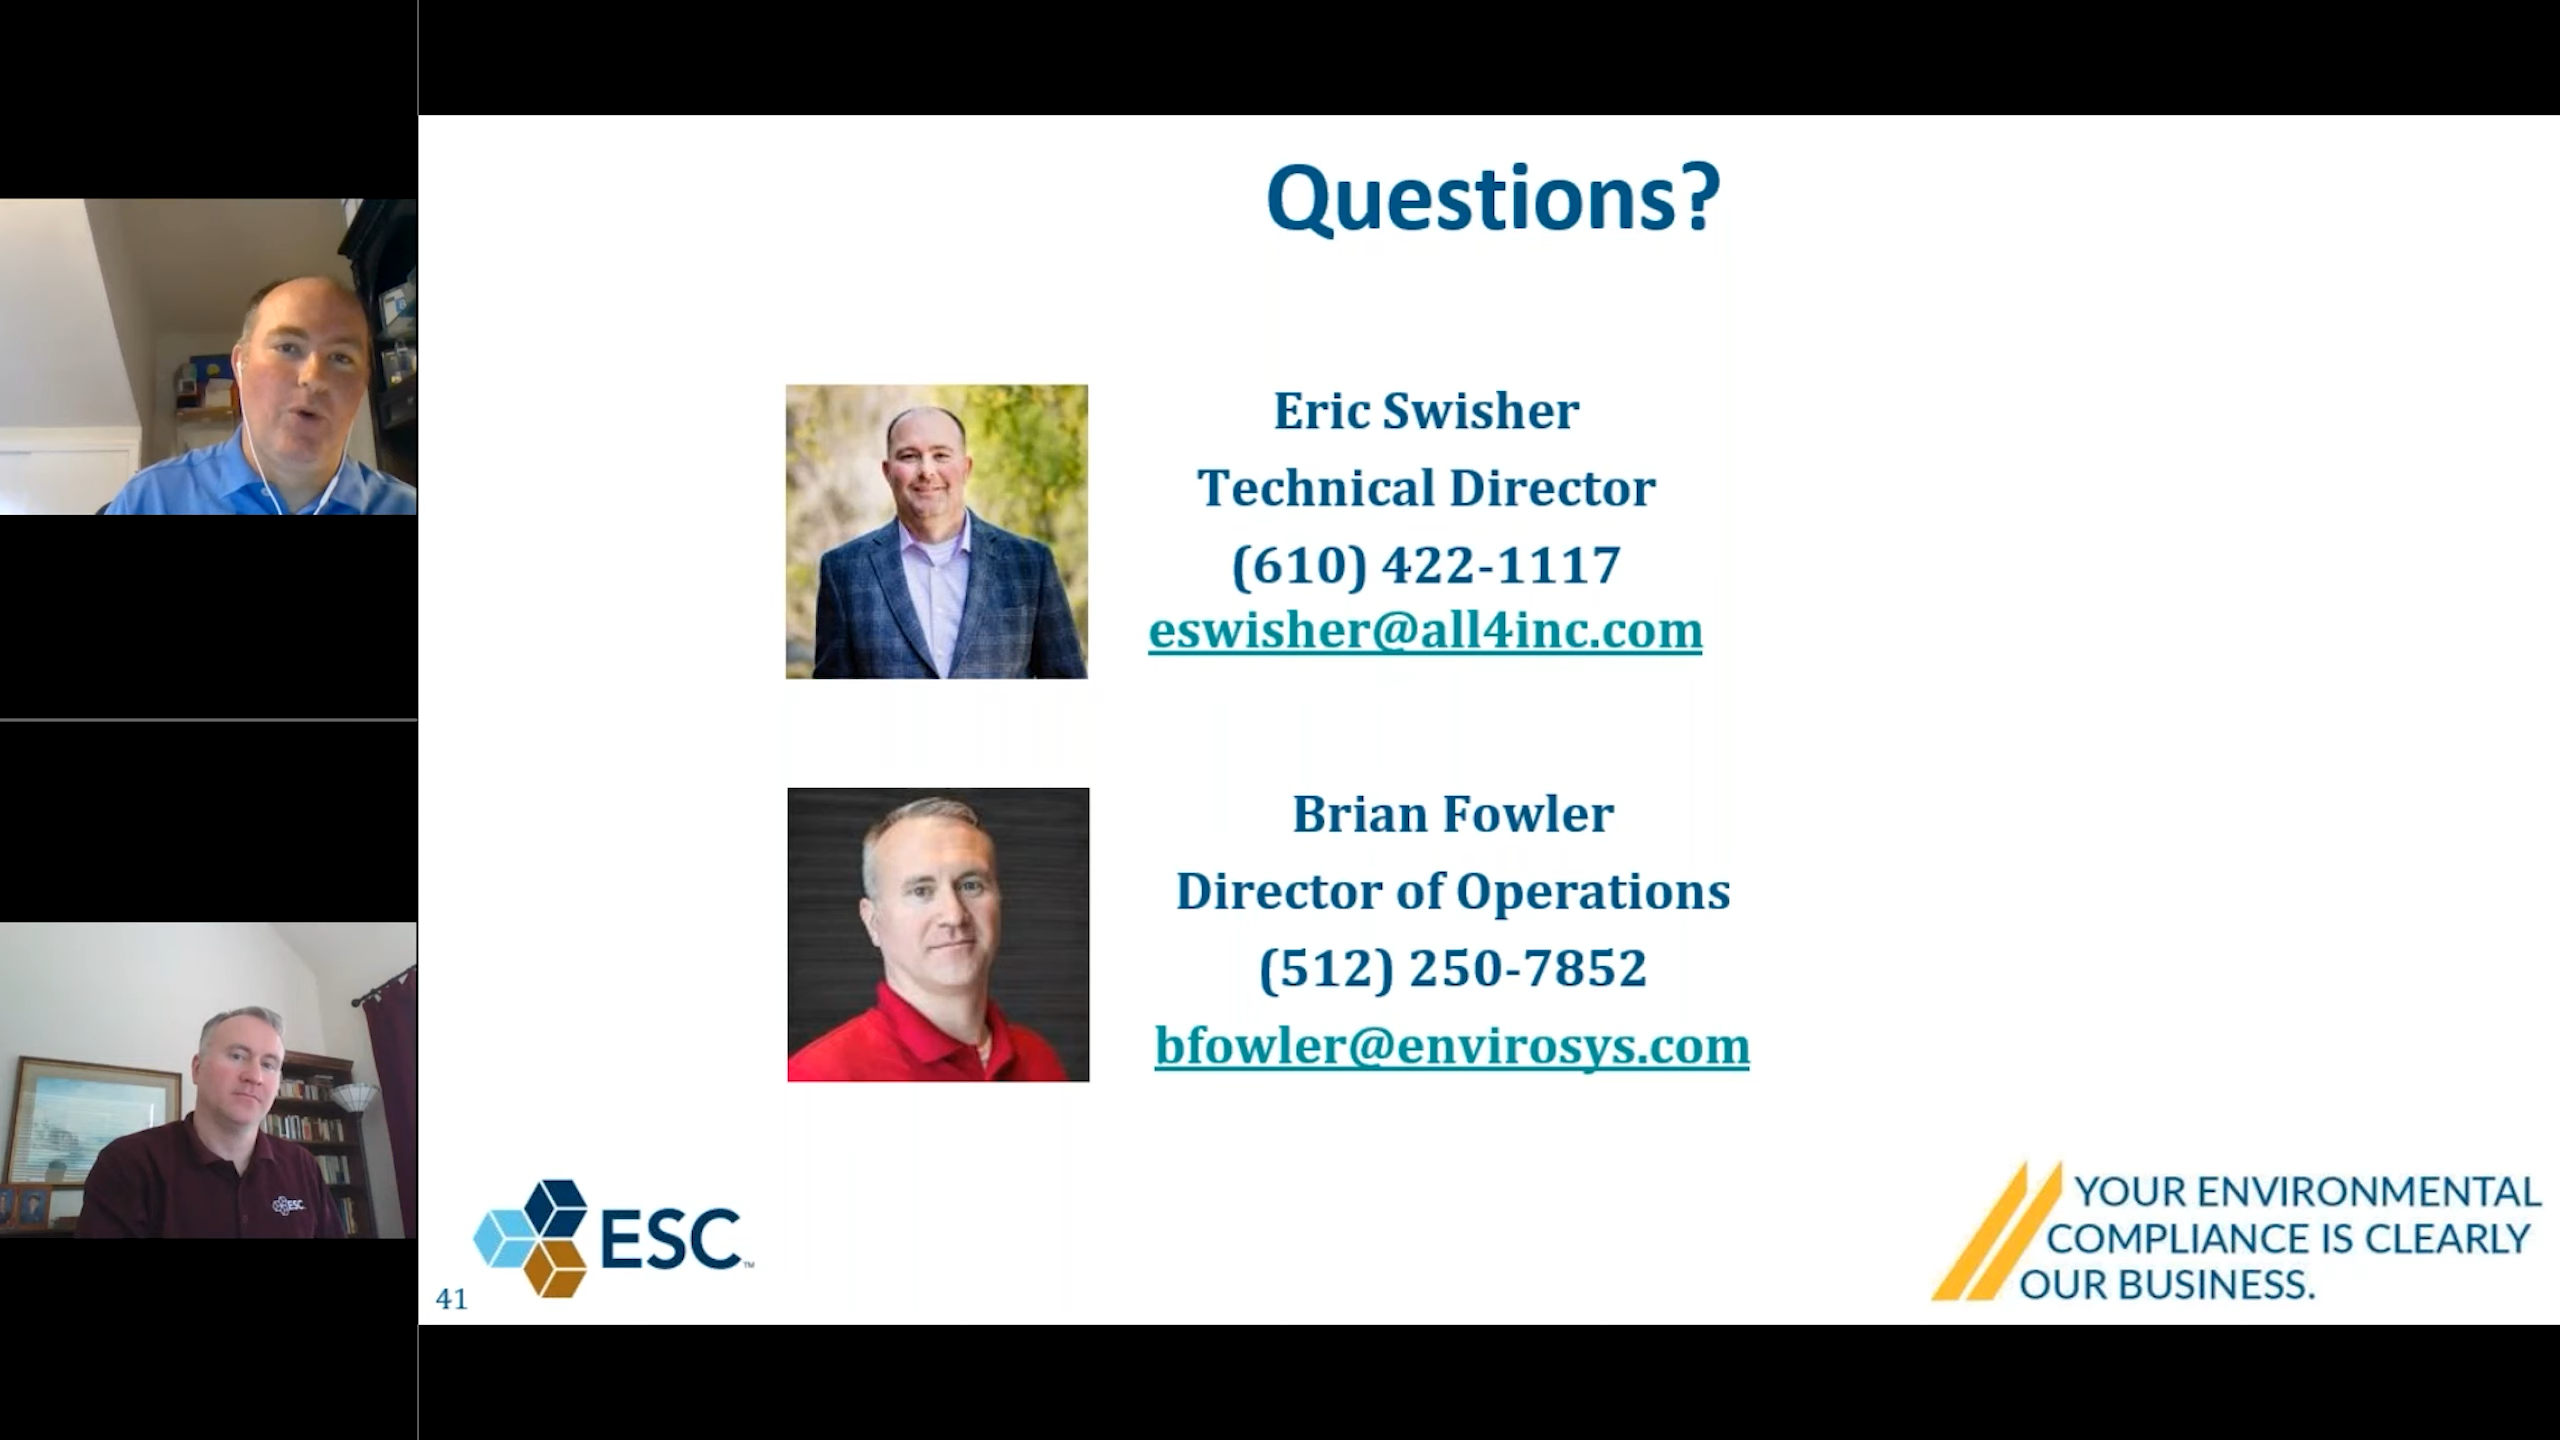 Questions?
Eric Swisher
Technical Director
(610) 422-1117
eswisher@all4inc.com
Brian Fowler
Director of Operations
(512) 250-7852
bfowler@envirosys.com
ESC
ESC™
41
YOUR ENVIRONMENTAL
COMPLIANCE IS CLEARLY
OUR BUSINESS.